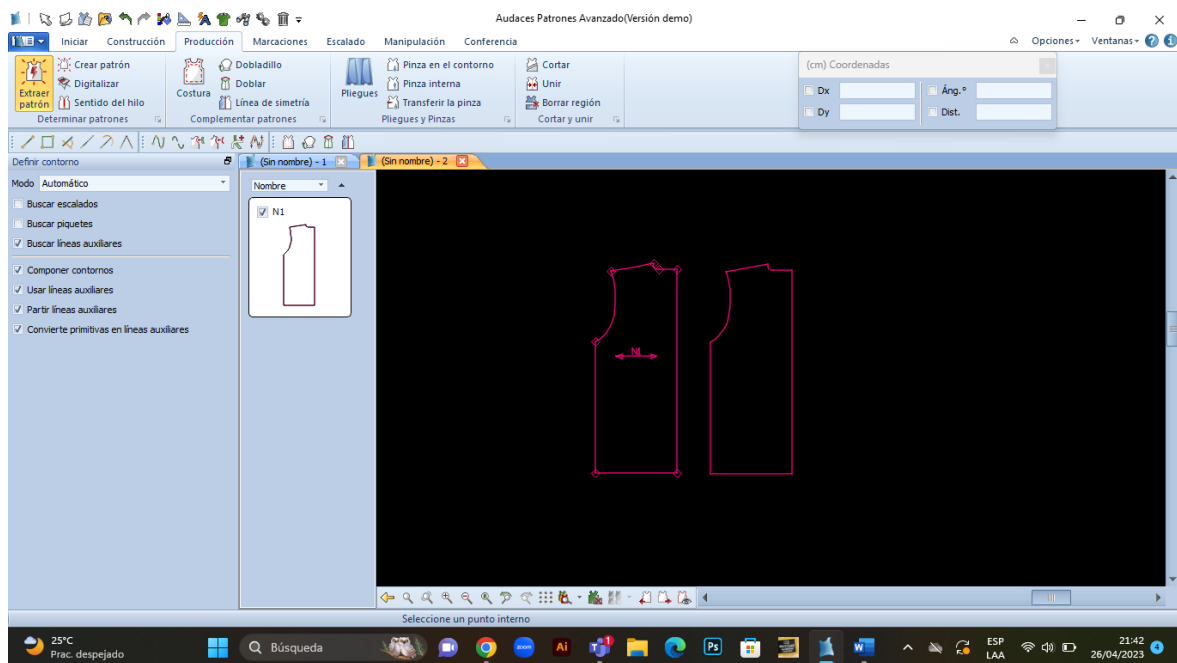 Audaces Patrones Avanzado(Versión demo)
Iniciar Construcción Producción Marcaciones Escalado Manipulación Conferencia
Opciones Ventanas
Extraer patrón
Crear patrón
Digitalizar
Sentido del hilo
Determinar patrones
Costura
Dobladillo
Doblar
Línea de simetría
Complementar patrones
Pliegues
Pinza en el contorno
Pinza interna
Transferir la pinza
Pliegues y Pinzas
Cortar
Unir
Borrar región
Cortar y unir
(cm) Coordenadas
Dx Áng.º
Dy Dist.
Definir contorno
(Sin nombre) - 1
(Sin nombre) - 2
Modo Automático
Buscar escalados
Buscar piquetes
Buscar líneas auxiliares
Componer contornos
Usar líneas auxiliares
Partir líneas auxiliares
Convierte primitivas en líneas auxiliares
Nombre
N1
N1
Seleccione un punto interno
25°C
Prac. despejado
Búsqueda
zoom
Ai
1
Ps
ESP
LAA
21:42
26/04/2023
4